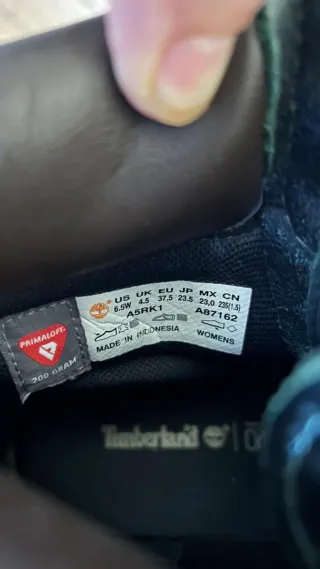 US UK EU JP MX CN
6.5W 4.5 37.5 23.5 23,0 235(1.5)
A5RK1 A87162
MADE IN INDONESIA WOMENS
PRIMALOFT
200 GRAM
Timberland